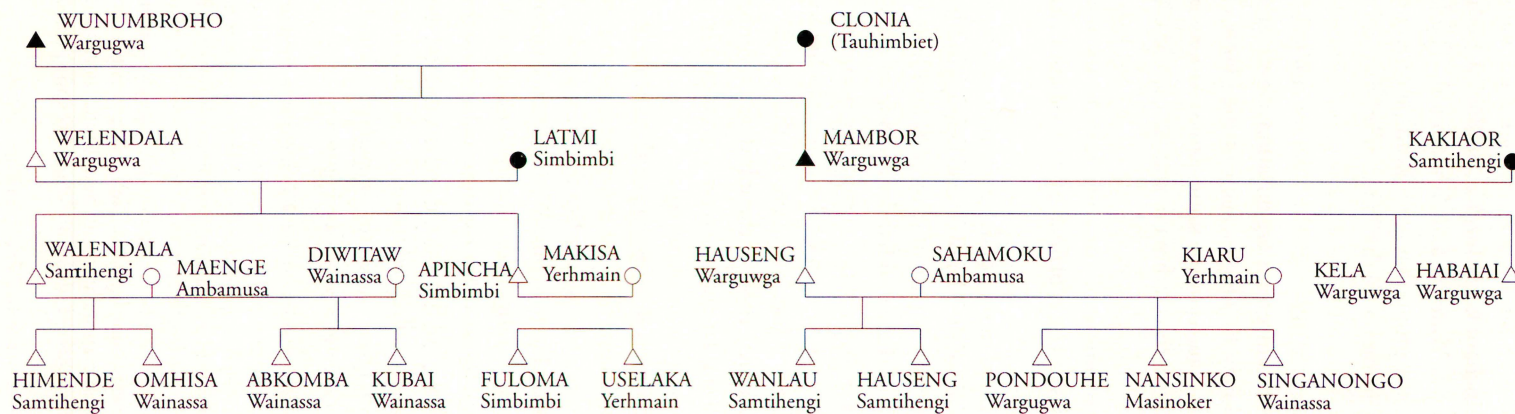 WUNUMBROHO
Wargugwa
CLONIA
(Tauhimbiet)
WELENDALA
Wargugwa
LATMI
Simbimbi
MAMBOR
Warguwga
KAKIAOR
Samtihengi
WALENDALA
Samtihengi
MAENGE
Ambamusa
DIWITAW
Wainassa
APINCHA
Simbimbi
MAKISA
Yerhmain
HAUSENG
Warguwga
SAHAMOKU
Ambamusa
KIARU
Yerhmain
KELA
Warguwga
HABAIAI
Warguwga
HIMENDE
Samtihengi
OMHISA
Wainassa
ABKOMBA
Wainassa
KUBAI
Wainassa
FULOMA
Simbimbi
USELAKA
Yerhmain
WANLAU
Samtihengi
HAUSENG
Samtihengi
PONDOUHE
Wargugwa
NANSINKO
Masinoker
SINGANONGO
Wainassa